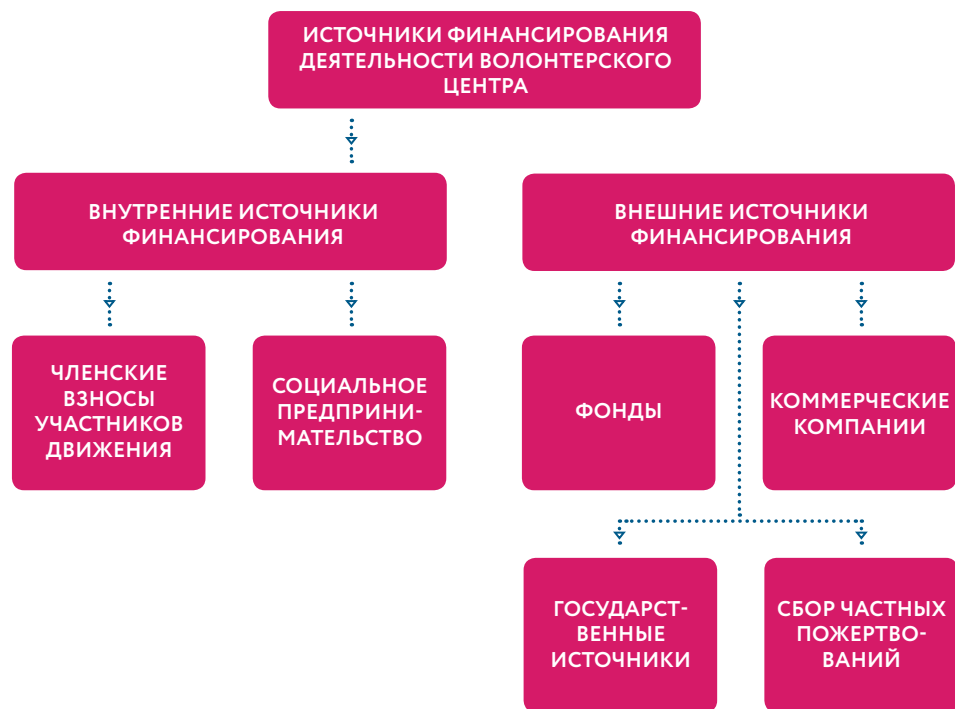 ИСТОЧНИКИ ФИНАНСИРОВАНИЯ
ДЕЯТЕЛЬНОСТИ ВОЛОНТЕРСКОГО
ЦЕНТРА
ВНУТРЕННИЕ ИСТОЧНИКИ
ФИНАНСИРОВАНИЯ
ВНЕШНИЕ ИСТОЧНИКИ
ФИНАНСИРОВАНИЯ
ЧЛЕНСКИЕ
ВЗНОСЫ
УЧАСТНИКОВ
ДВИЖЕНИЯ
СОЦИАЛЬНОЕ
ПРЕДПРИНИ-
МАТЕЛЬСТВО
ФОНДЫ
КОММЕРЧЕСКИЕ
КОМПАНИИ
ГОСУДАРСТ-
ВЕННЫЕ
ИСТОЧНИКИ
СБОР ЧАСТНЫХ
ПОЖЕРТВО-
ВАНИЙ